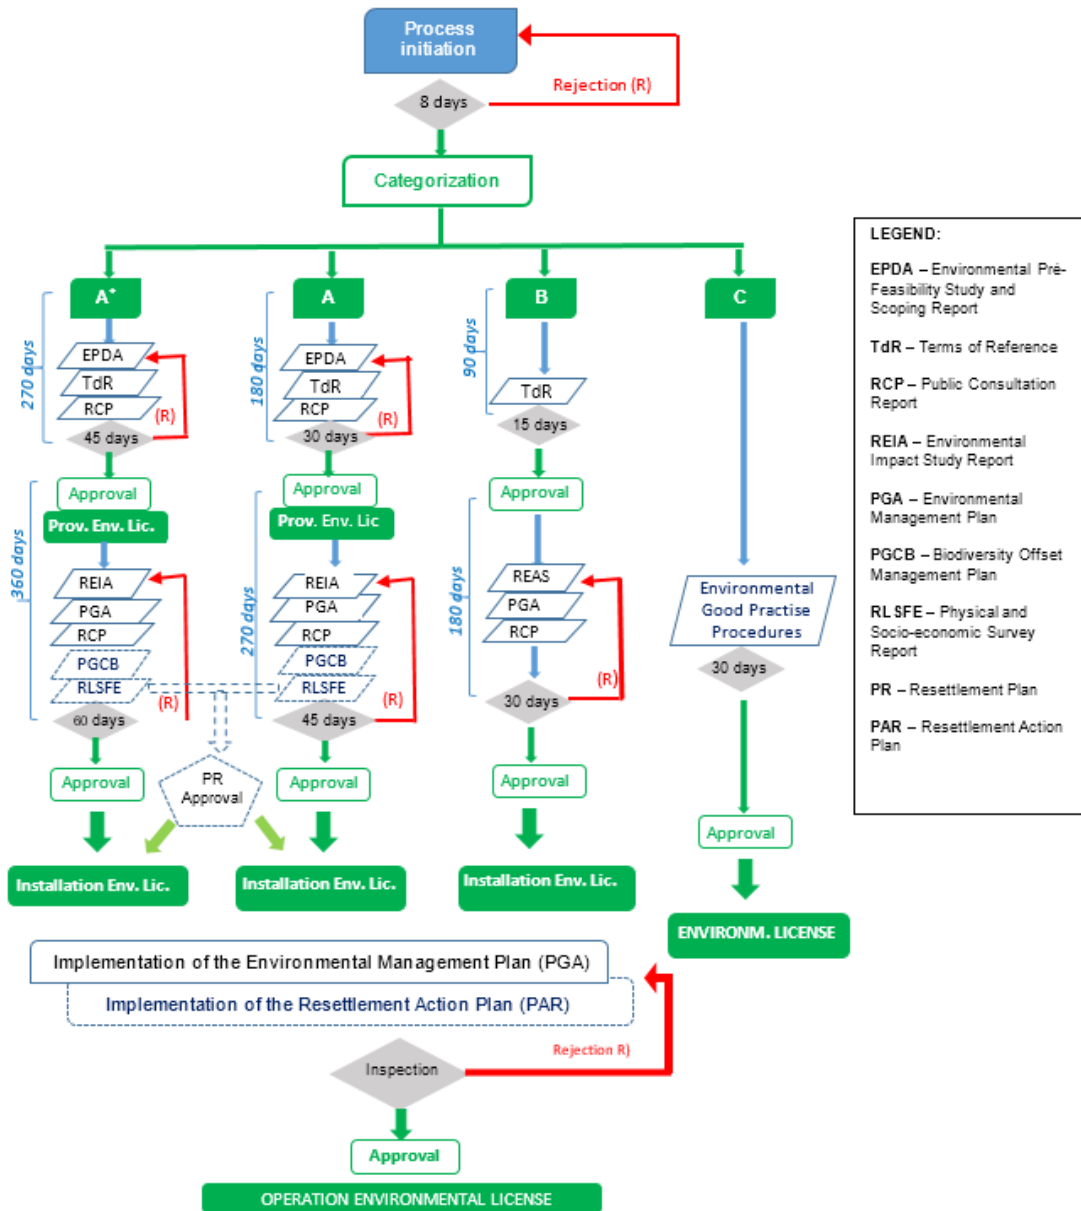 Process
initiation
Rejection (R)
8 days
Categorization
A+
A
B
C
270 days
EPDA
TdR
RCP
(R)
45 days
180 days
EPDA
TdR
RCP
(R)
30 days
90 days
TdR
15 days
Approval
Prov. Env. Lic.
360 days
REIA
PGA
RCP
PGCB
RLSFE
(R)
60 days
Approval
Installation Env. Lic.
Approval
Prov. Env. Lic
270 days
REIA
PGA
RCP
PGCB
RLSFE
(R)
45 days
PR
Approval
Approval
Installation Env. Lic.
Approval
180 days
REAS
PGA
RCP
(R)
30 days
Approval
Installation Env. Lic.
Environmental
Good Practise
Procedures
30 days
Approval
ENVIRONM. LICENSE
Implementation of the Environmental Management Plan (PGA)
Implementation of the Resettlement Action Plan (PAR)
Rejection R)
Inspection
Approval
OPERATION ENVIRONMENTAL LICENSE
LEGEND:
EPDA – Environmental Pré-
Feasibility Study and
Scoping Report
TdR – Terms of Reference
RCP – Public Consultation
Report
REIA – Environmental
Impact Study Report
PGA – Environmental
Management Plan
PGCB – Biodiversity Offset
Management Plan
RLSFE – Physical and
Socio-economic Survey
Report
PR – Resettlement Plan
PAR – Resettlement Action
Plan